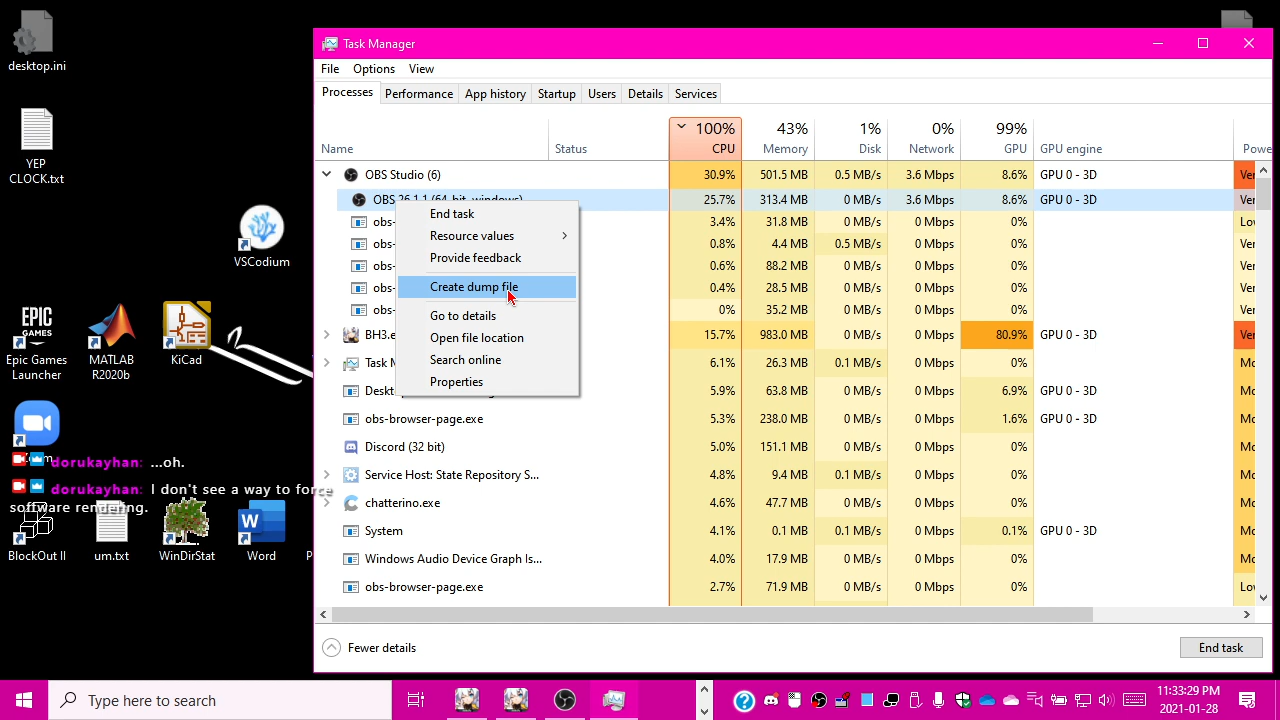 desktop.ini
YEP
CLOCK.txt
VSCodium
EPIC
GAMES
Epic Games
Launcher
MATLAB
R2020b
KiCad
dorukayhan: ...oh.
dorukayhan: I don't see a way to force
software rendering.
BlockOut II
um.txt
WinDirStat
Word
Task Manager
File Options View
Processes Performance App history Startup Users Details Services
100% 43% 1% 0% 99%
Name Status CPU Memory Disk Network GPU GPU engine Powe
OBS Studio (6) 30.9% 501.5 MB 0.5 MB/s 3.6 Mbps 8.6% GPU 0 - 3D Ver
OBS 26.1.1 (64-bit, windows) 25.7% 313.4 MB 0 MB/s 3.6 Mbps 8.6% GPU 0 - 3D Ver
obs- 3.4% 31.8 MB 0 MB/s 0 Mbps 0% Lov
obs- 0.8% 4.4 MB 0.5 MB/s 0 Mbps 0% Ver
obs- 0.6% 88.2 MB 0 MB/s 0 Mbps 0% Ver
obs- 0.4% 28.5 MB 0 MB/s 0 Mbps 0% Ver
obs- 0% 35.2 MB 0 MB/s 0 Mbps 0% Ver
BH3.e 15.7% 983.0 MB 0 MB/s 0 Mbps 80.9% GPU 0 - 3D Ver
Task M 6.1% 26.3 MB 0.1 MB/s 0 Mbps 0% Mo
Deskt 5.9% 63.8 MB 0 MB/s 0 Mbps 6.9% GPU 0 - 3D Mo
obs-browser-page.exe 5.3% 238.0 MB 0 MB/s 0 Mbps 1.6% GPU 0 - 3D Mo
Discord (32 bit) 5.0% 151.1 MB 0 MB/s 0 Mbps 0% Mo
Service Host: State Repository S... 4.8% 9.4 MB 0.1 MB/s 0 Mbps 0% Mo
chatterino.exe 4.6% 47.7 MB 0 MB/s 0 Mbps 0% Mo
System 4.1% 0.1 MB 0.1 MB/s 0 Mbps 0.1% GPU 0 - 3D Mo
Windows Audio Device Graph Is... 4.0% 17.9 MB 0 MB/s 0 Mbps 0% Mo
obs-browser-page.exe 2.7% 71.9 MB 0 MB/s 0 Mbps 0% Lov
End task
Resource values
Provide feedback
Create dump file
Go to details
Open file location
Search online
Properties
Fewer details
End task
Type here to search
11:33:29 PM
2021-01-28